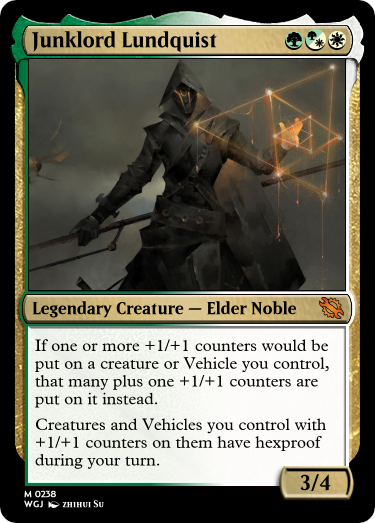 Junklord Lundquist
Legendary Creature — Elder Noble
If one or more +1/+1 counters would be
put on a creature or Vehicle you control,
that many plus one +1/+1 counters are
put on it instead.
Creatures and Vehicles you control with
+1/+1 counters on them have hexproof
during your turn.
3/4
M 0238
WGJ ZHIHUI SU